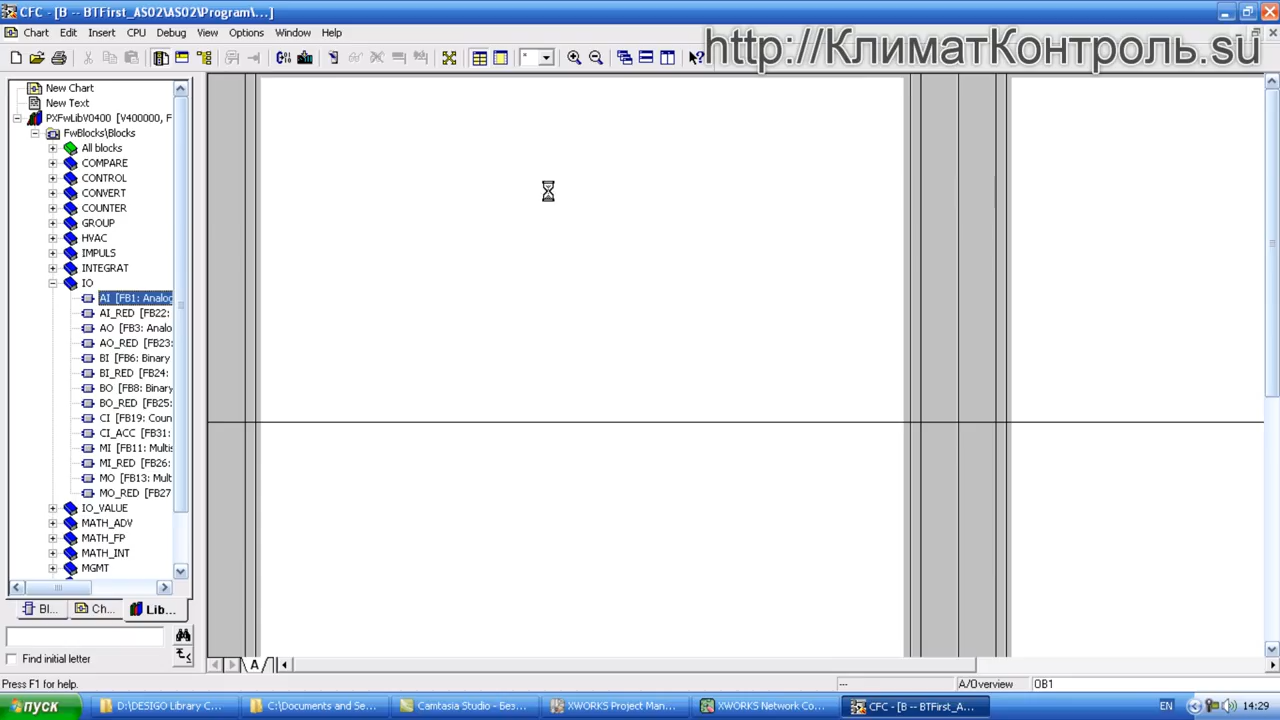 CFC - [B -- BTFirst_AS02\AS02\Program\...]
Chart Edit Insert CPU Debug View Options Window Help
http://КлиматКонтроль.su
New Chart
New Text
PXFwLibV0400 [V400000, F
FwBlocks\Blocks
All blocks
COMPARE
CONTROL
CONVERT
COUNTER
GROUP
HVAC
IMPULS
INTEGRAT
IO
AI [FB1: Analog
AI_RED [FB22:
AO [FB3: Analo
AO_RED [FB23:
BI [FB6: Binary
BI_RED [FB24:
BO [FB8: Binary
BO_RED [FB25:
CI [FB19: Coun
CI_ACC [FB31:
MI [FB11: Multis
MI_RED [FB26:
MO [FB13: Mult
MO_RED [FB27
IO_VALUE
MATH_ADV
MATH_FP
MATH_INT
MGMT
Bl... Ch... Lib...
Find initial letter
A
Press F1 for help.
---
A/Overview
OB1
пуск
D:\DESIGO Library C...
C:\Documents and Se...
Camtasia Studio - Без...
XWORKS Project Man...
XWORKS Network Co...
CFC - [B -- BTFirst_A...
EN
14:29